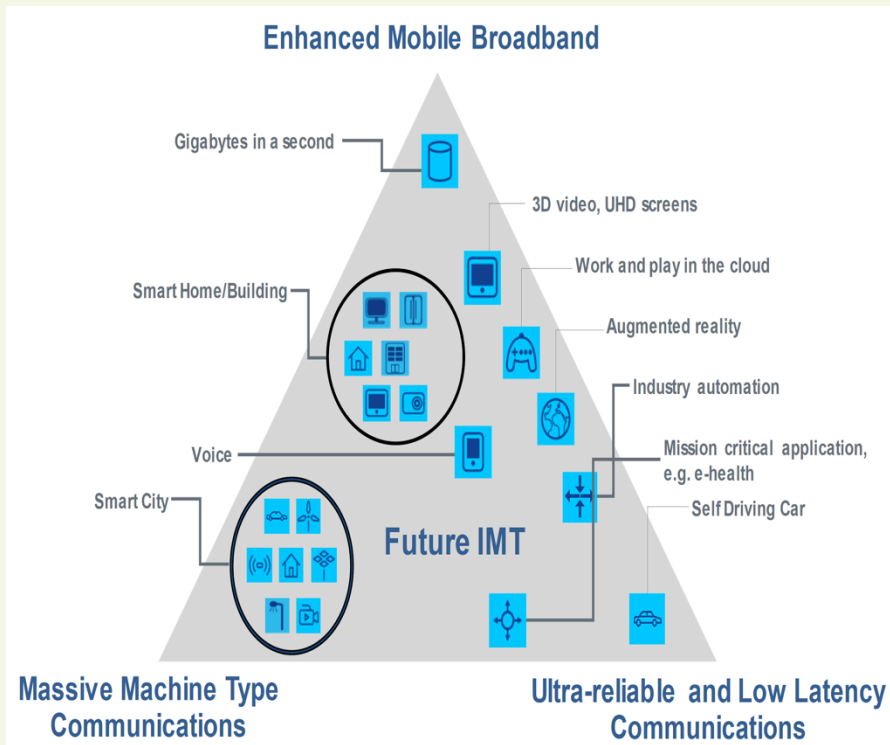 Enhanced Mobile Broadband
Gigabytes in a second
3D video, UHD screens
Work and play in the cloud
Smart Home/Building
Augmented reality
Industry automation
Mission critical application,
e.g. e-health
Voice
Smart City
Self Driving Car
Future IMT
Massive Machine Type
Communications
Ultra-reliable and Low Latency
Communications